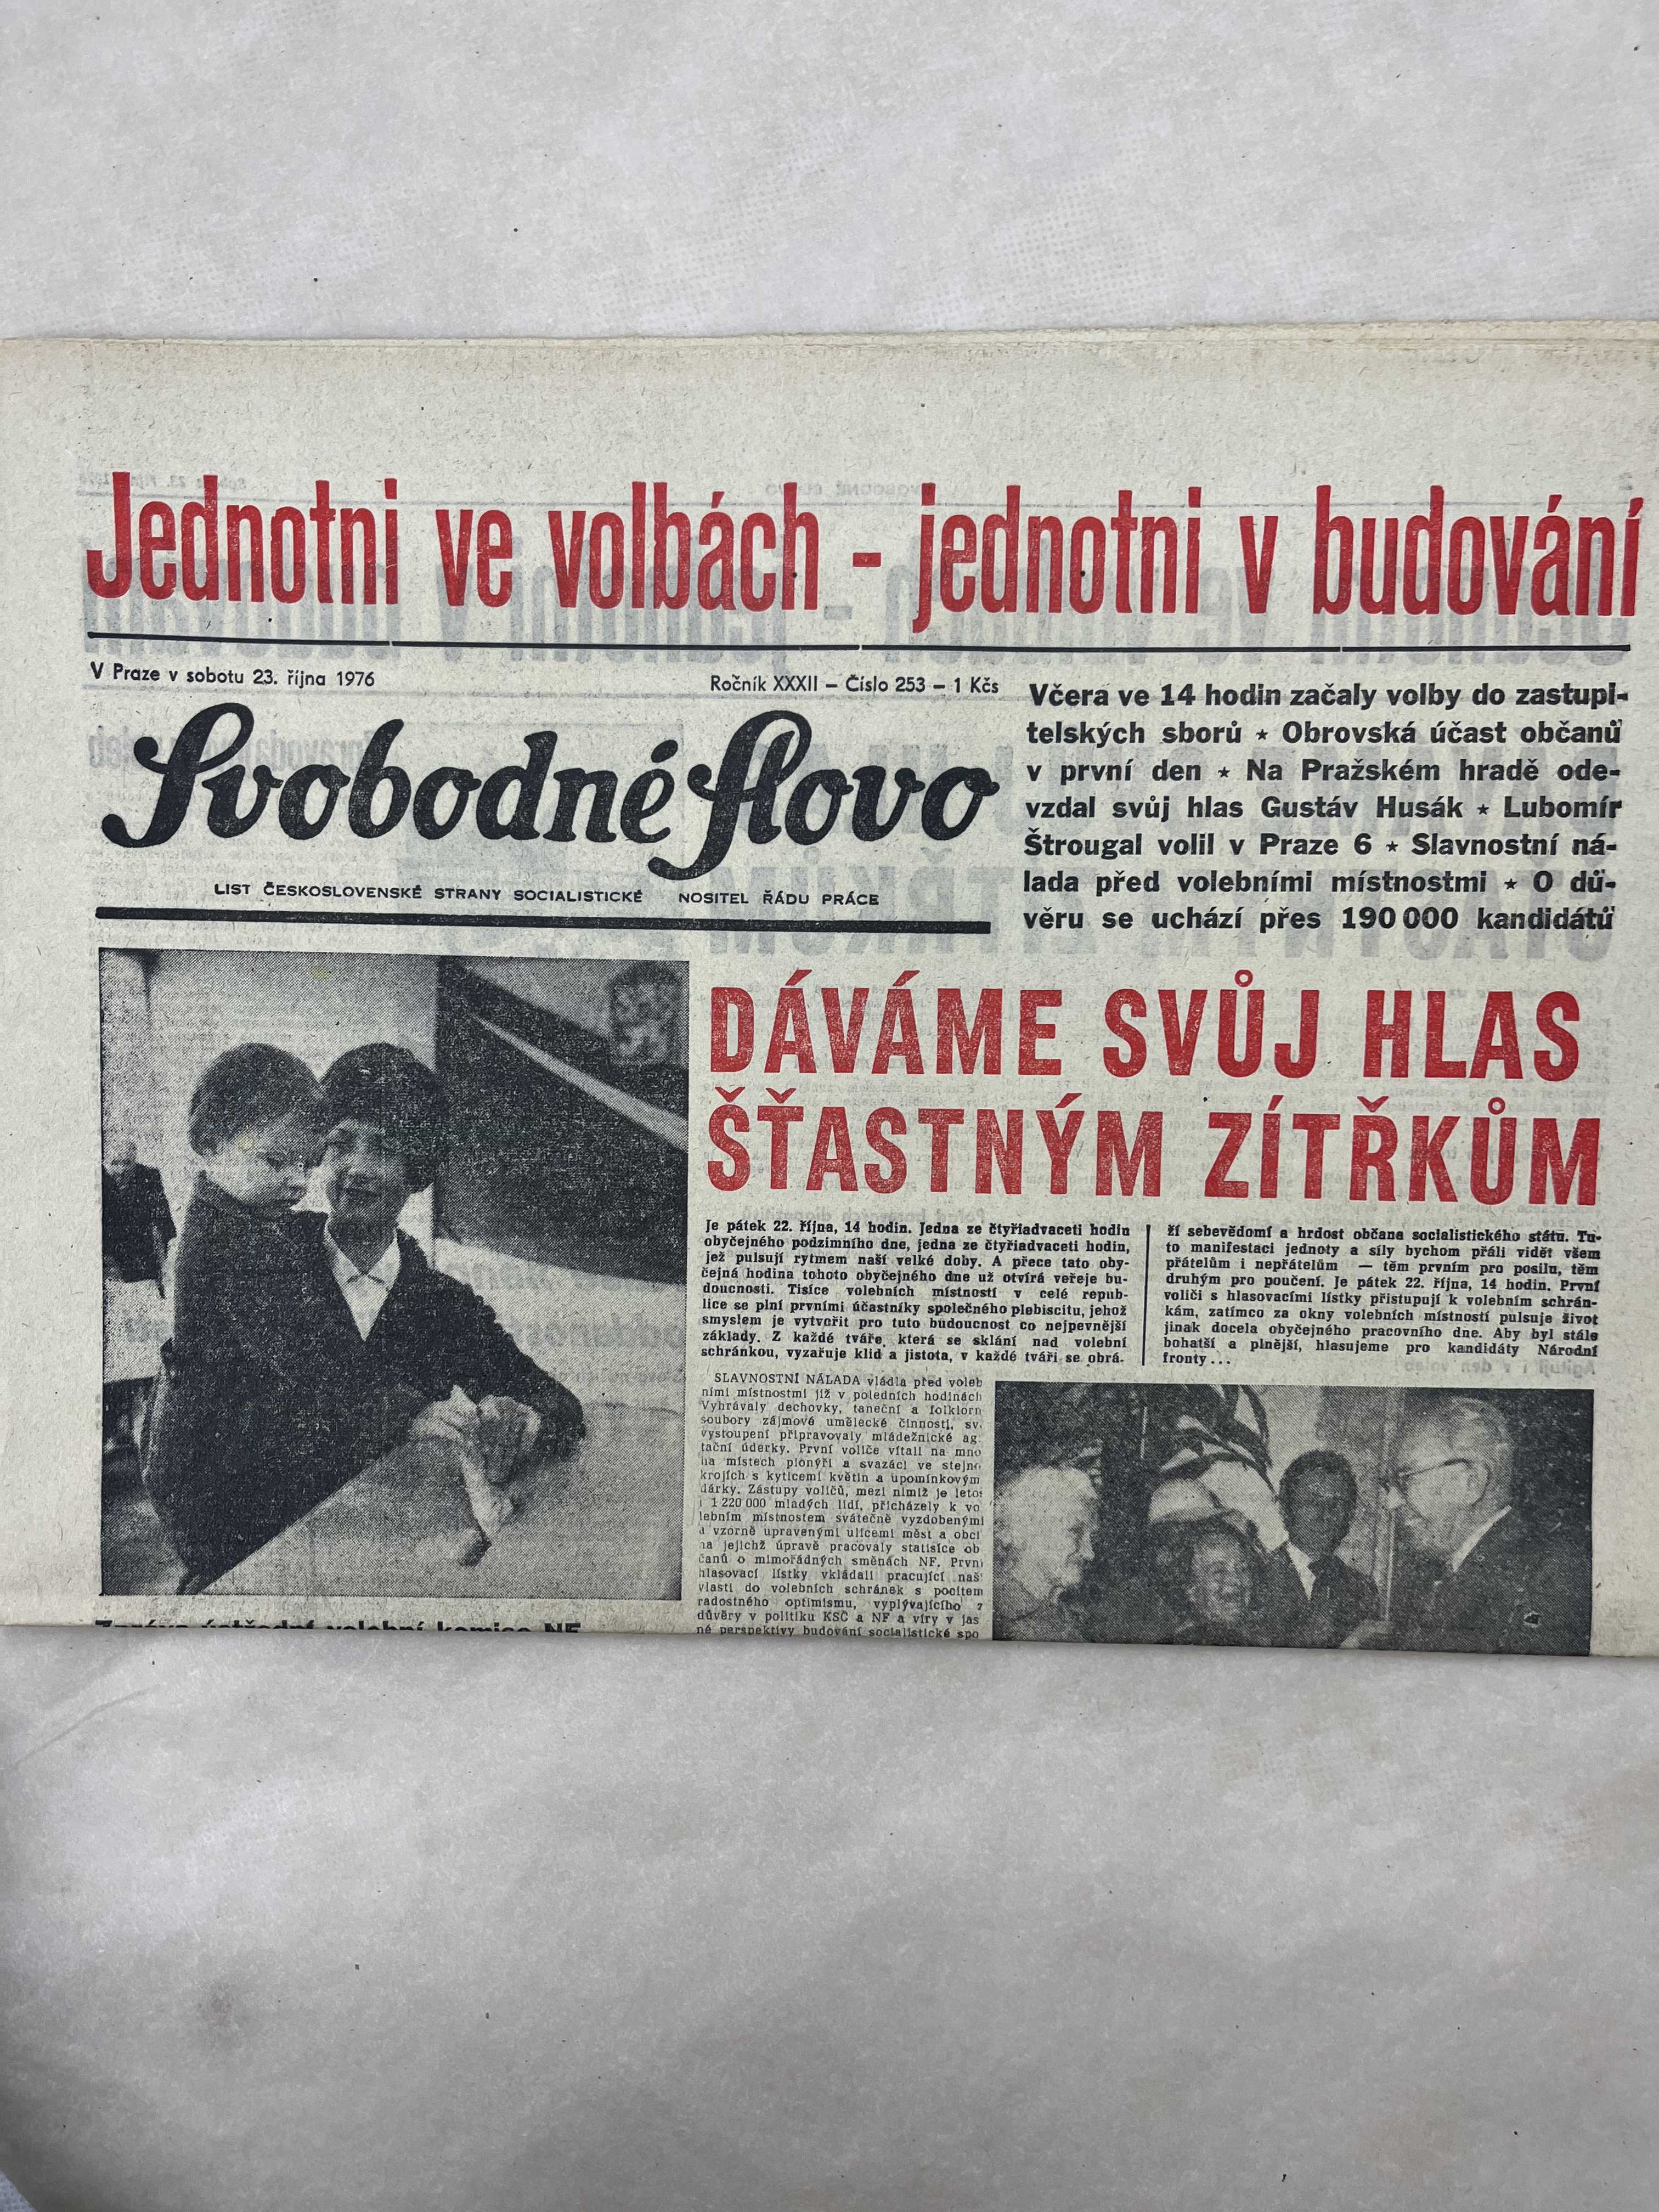 Jednotni ve volbách - jednotni v budování
V Praze v sobotu 23. října 1976
Ročník XXXII – Číslo 253 – 1 Kčs
Svobodné slovo
LIST ČESKOSLOVENSKÉ STRANY SOCIALISTICKÉ NOSITEL ŘÁDU PRÁCE
Včera ve 14 hodin začaly volby do zastupi-
telských sborů ★ Obrovská účast občanů
v první den ★ Na Pražském hradě ode-
vzdal svůj hlas Gustáv Husák ★ Lubomír
Štrougal volil v Praze 6 ★ Slavnostní ná-
lada před volebními místnostmi ★ O dů-
věru se uchází přes 190 000 kandidátů
DÁVÁME SVŮJ HLAS
ŠŤASTNÝM ZÍTŘKŮM
Je pátek 22. října, 14 hodin. Jedna ze čtyřiadvaceti hodin
obyčejného podzimního dne, jedna ze čtyřiadvaceti hodin,
jež pulsují rytmem naší velké doby. A přece tato oby-
čejná hodina tohoto obyčejného dne už otvírá veřeje bu-
doucnosti. Tisíce volebních místností v celé repub-
lice se plní prvními účastníky společného plebiscitu, jehož
smyslem je vytvořit pro tuto budoucnost co nejpevnější
základy. Z každé tváře, která se sklání nad volební
schránkou, vyzařuje klid a jistota, v každé tváři se obrá-
ží sebevědomí a hrdost občana socialistického státu. Tu-
to manifestaci jednoty a síly bychom přáli vidět všem
přátelům i nepřátelům — těm prvním pro posilu, těm
druhým pro poučení. Je pátek 22. října, 14 hodin. První
voliči s hlasovacími lístky přistupují k volebním schrán-
kám, zatímco za okny volebních místností pulsuje život
jinak docela obyčejného pracovního dne. Aby byl stále
bohatší a plnější, hlasujeme pro kandidáty Národní
fronty...
SLAVNOSTNÍ NÁLADA vládla před voleb
ními místnostmi již v poledních hodinách
Vyhrávaly dechovky, taneční a folklorn
soubory zájmové umělecké činnosti, sv.
vystoupení připravovaly mládežnické ag
tační úderky. První voliče vítali na mno
ha místech pionýři a svazáci ve stejno
krojích s kyticemi květin a upomínkovým
dárky. Zástupy voličů, mezi nimiž je letos
i 1 220 000 mladých lidí, přicházely k vo
lebním místnostem svátečně vyzdobenými
a vzorně upravenými ulicemi měst a obcí
na jejichž úpravě pracovaly statisíce ob
čanů o mimořádných směnách NF. První
hlasovací lístky vkládali pracující naší
vlasti do volebních schránek s pocitem
radostného optimismu, vyplývajícího z
důvěry v politiku KSČ a NF a víry v jas
né perspektivy budování socialistické spo
Zpráva ústřední volební komise NF